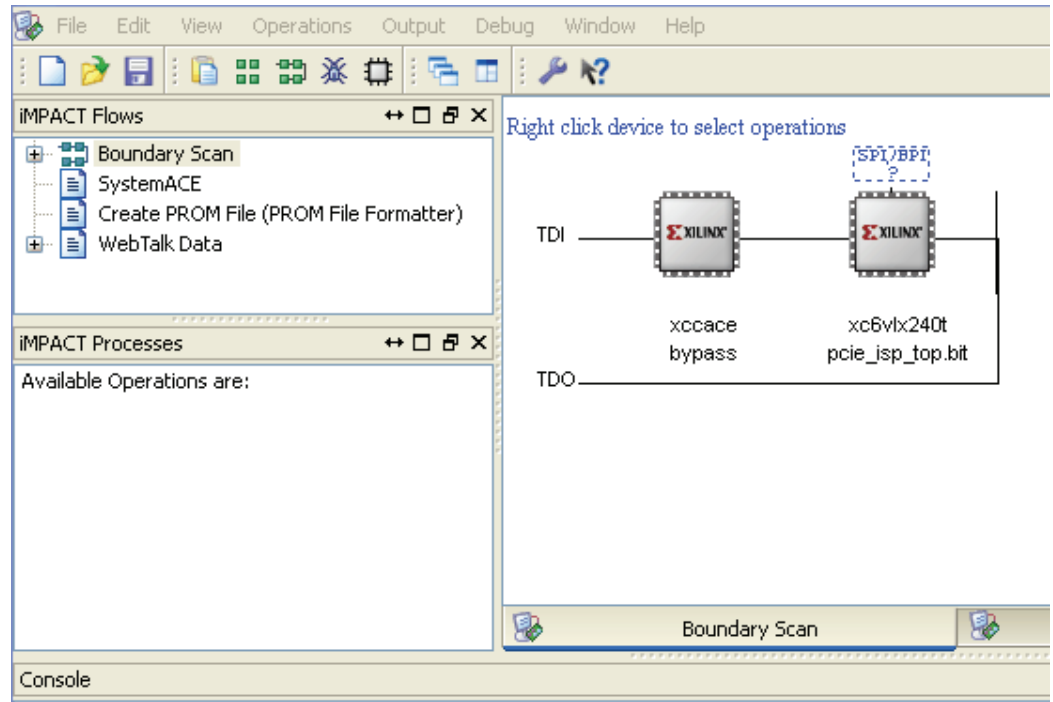 File Edit View Operations Output Debug Window Help
iMPACT Flows
Boundary Scan
SystemACE
Create PROM File (PROM File Formatter)
WebTalk Data
iMPACT Processes
Available Operations are:
Right click device to select operations
SPI/BPI
?
TDI
XILINX
XILINX
xccace
bypass
xc6vlx240t
pcie_isp_top.bit
TDO
Boundary Scan
Console